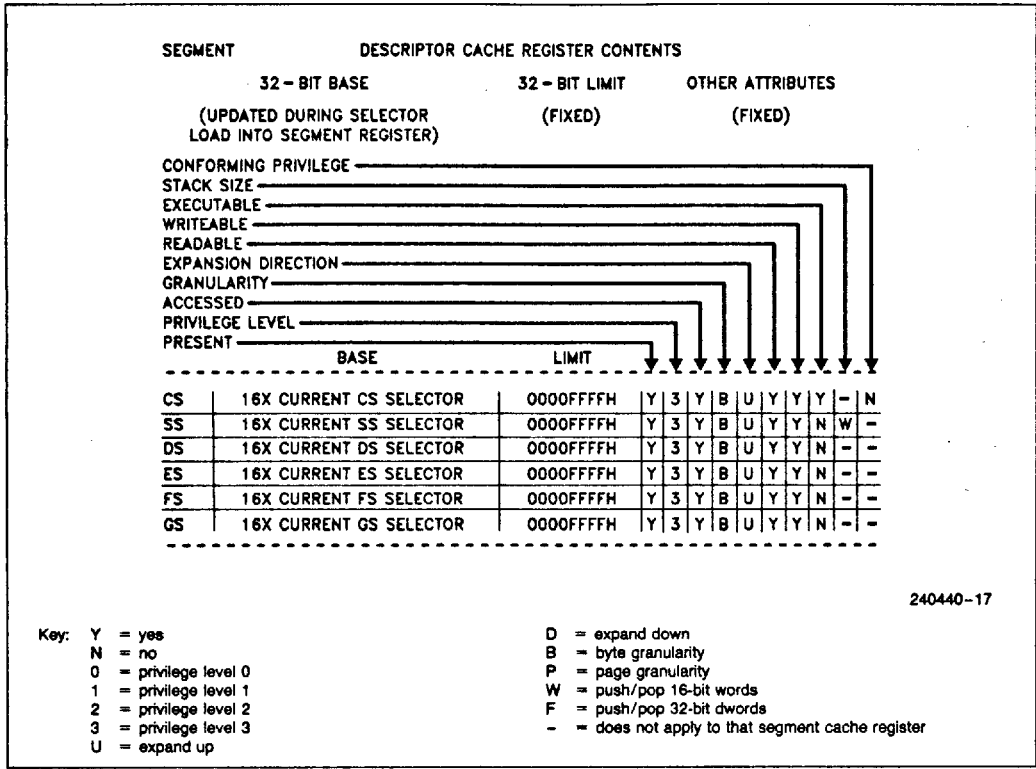 SEGMENT DESCRIPTOR CACHE REGISTER CONTENTS
32 – BIT BASE 32 – BIT LIMIT OTHER ATTRIBUTES
(UPDATED DURING SELECTOR (FIXED) (FIXED)
LOAD INTO SEGMENT REGISTER)
CONFORMING PRIVILEGE
STACK SIZE
EXECUTABLE
WRITEABLE
READABLE
EXPANSION DIRECTION
GRANULARITY
ACCESSED
PRIVILEGE LEVEL
PRESENT
BASE LIMIT
CS 16X CURRENT CS SELECTOR 0000FFFFH Y 3 Y B U Y Y Y – N
SS 16X CURRENT SS SELECTOR 0000FFFFH Y 3 Y B U Y Y N W –
DS 16X CURRENT DS SELECTOR 0000FFFFH Y 3 Y B U Y Y N – –
ES 16X CURRENT ES SELECTOR 0000FFFFH Y 3 Y B U Y Y N – –
FS 16X CURRENT FS SELECTOR 0000FFFFH Y 3 Y B U Y Y N – –
GS 16X CURRENT GS SELECTOR 0000FFFFH Y 3 Y B U Y Y N – –
240440–17
Key: Y = yes
N = no
0 = privilege level 0
1 = privilege level 1
2 = privilege level 2
3 = privilege level 3
U = expand up
D = expand down
B = byte granularity
P = page granularity
W = push/pop 16-bit words
F = push/pop 32-bit dwords
– = does not apply to that segment cache register